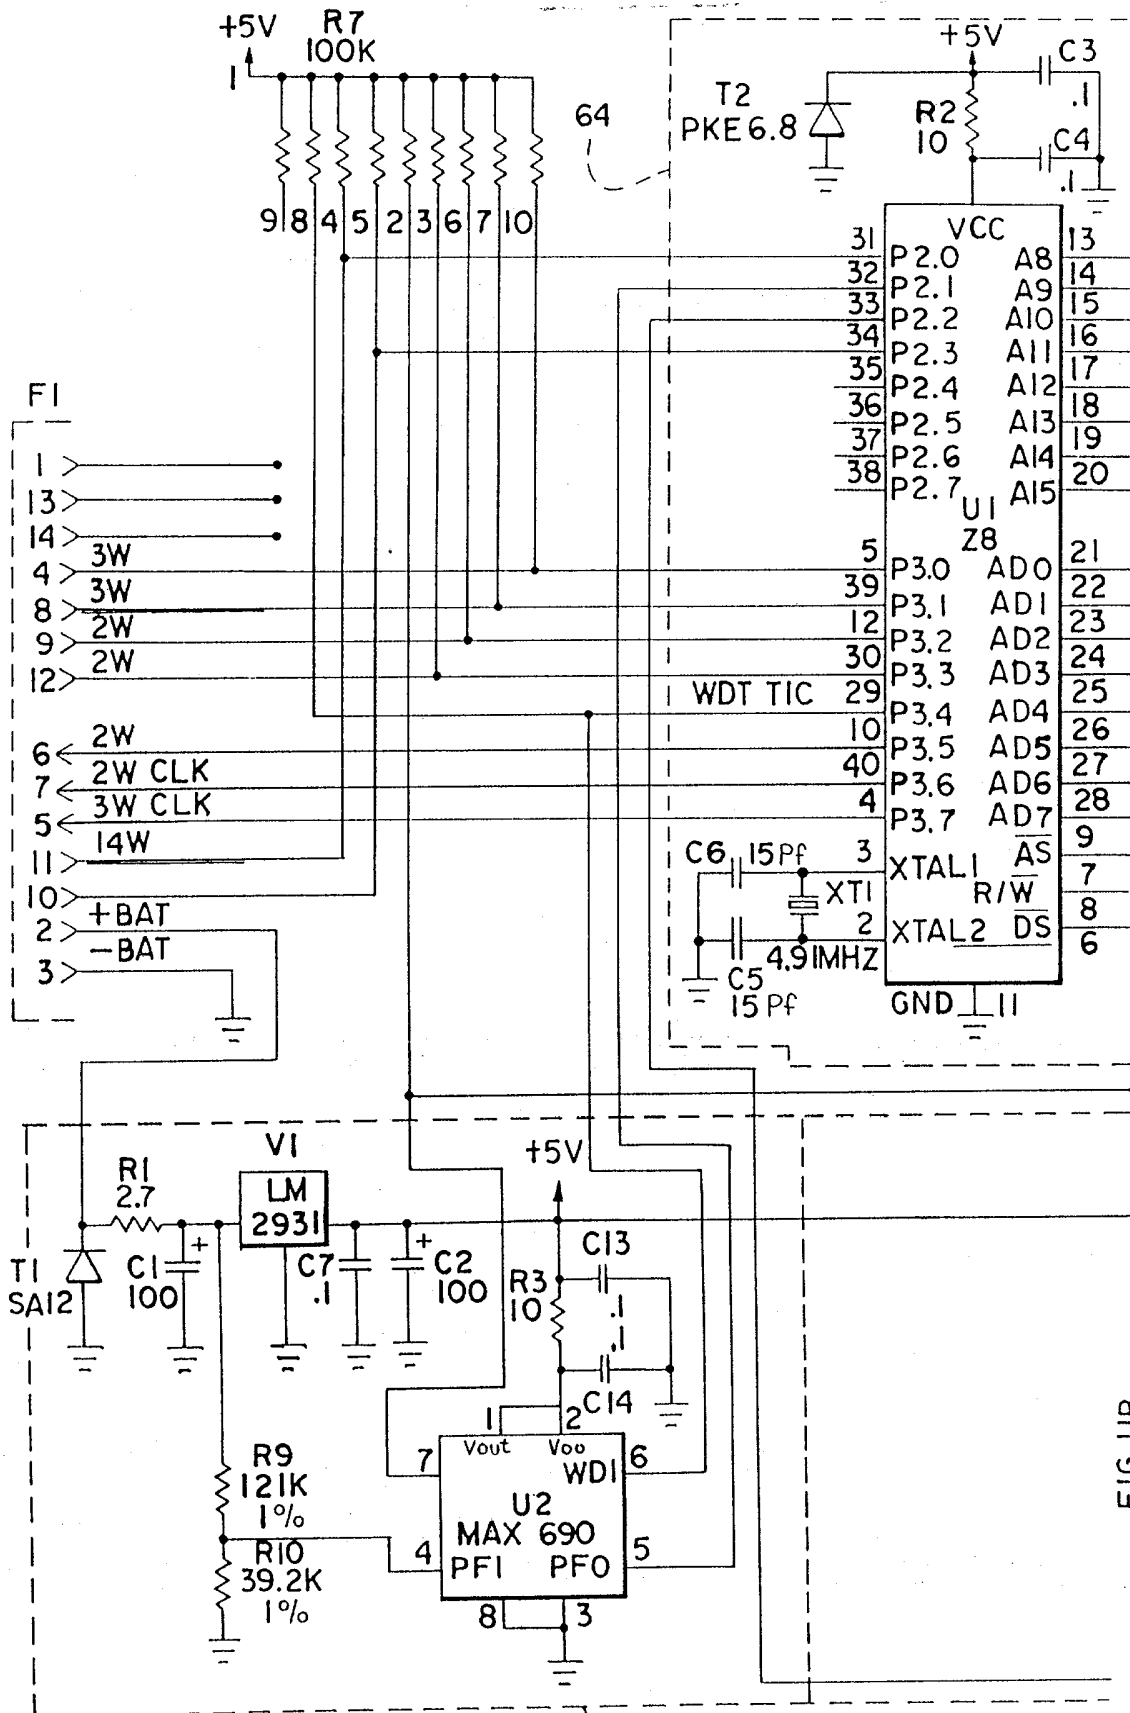 +5V
1
R7
100K
9 8 4 5 2 3 6 7 10
64
T2
PKE6.8
+5V
C3
.1
R2
10
C4
.1
VCC
31 P2.0
32 P2.1
33 P2.2
34 P2.3
35 P2.4
36 P2.5
37 P2.6
38 P2.7
A8 13
A9 14
A10 15
A11 16
A12 17
A13 18
A14 19
A15 20
U1
Z8
5 P3.0
39 P3.1
12 P3.2
30 P3.3
WDT TIC 29 P3.4
10 P3.5
40 P3.6
4 P3.7
AD0 21
AD1 22
AD2 23
AD3 24
AD4 25
AD5 26
AD6 27
AD7 28
AS 9
R/W 7
DS 8
6
3 XTAL1
2 XTAL2
C6 15Pf
XT1
4.91MHZ
C5
15Pf
GND 11
F1
1
13
14
4 3W
8 3W
9 2W
12 2W
6 2W
7 2W CLK
5 3W CLK
11 14W
10
2 +BAT
3 -BAT
V1
LM
2931
R1
2.7
T1
SA12
C1
100
+
C7
.1
+
C2
100
+5V
C13
.1
R3
10
.1
C14
1 2
Vout Voo
7
6
WDI
U2
MAX 690
4 PFI
PFO 5
8 3
R9
121K
1%
R10
39.2K
1%